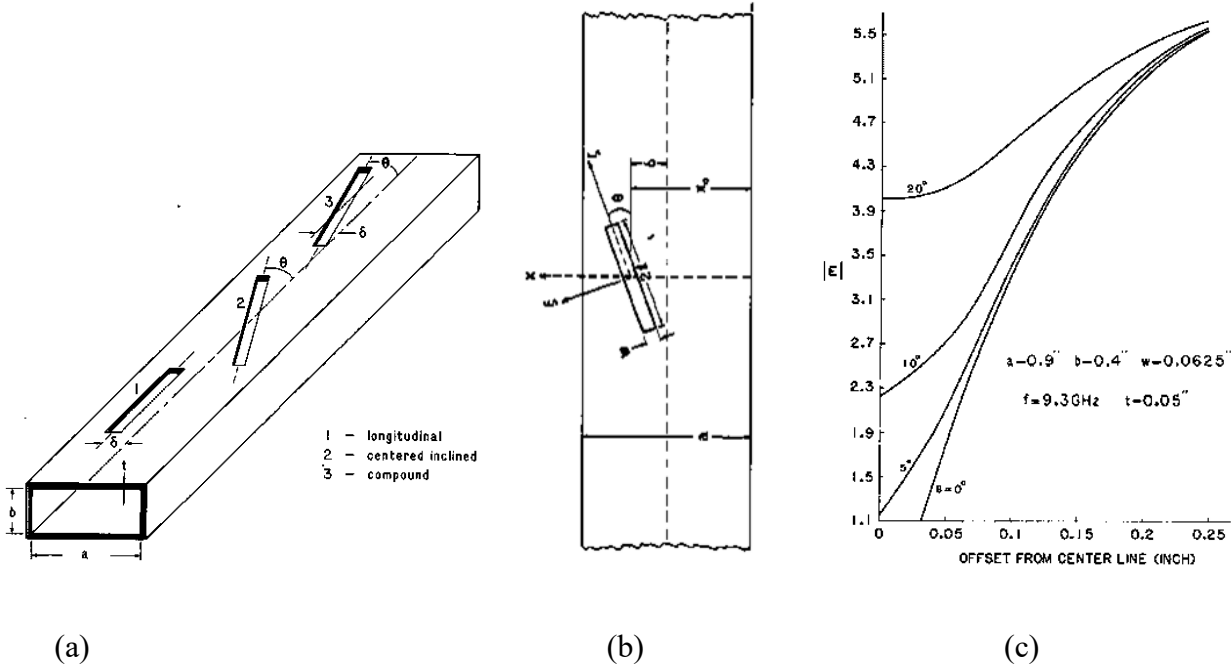 θ
3
δ
θ
2
1
δ
t
b
a
1 – longitudinal
2 – centered inclined
3 – compound
x
θ
ξ
x₀
a
5.5
5.1
4.7
4.3
3.9
3.5
|E|
3.1
2.7
2.3
1.9
1.5
1.1
20°
10°
5°
θ=0°
a=0.9" b=0.4" w=0.0625"
f=9.3GHz t=0.05"
0 0.05 0.1 0.15 0.2 0.25
OFFSET FROM CENTER LINE (INCH)
(a) (b) (c)